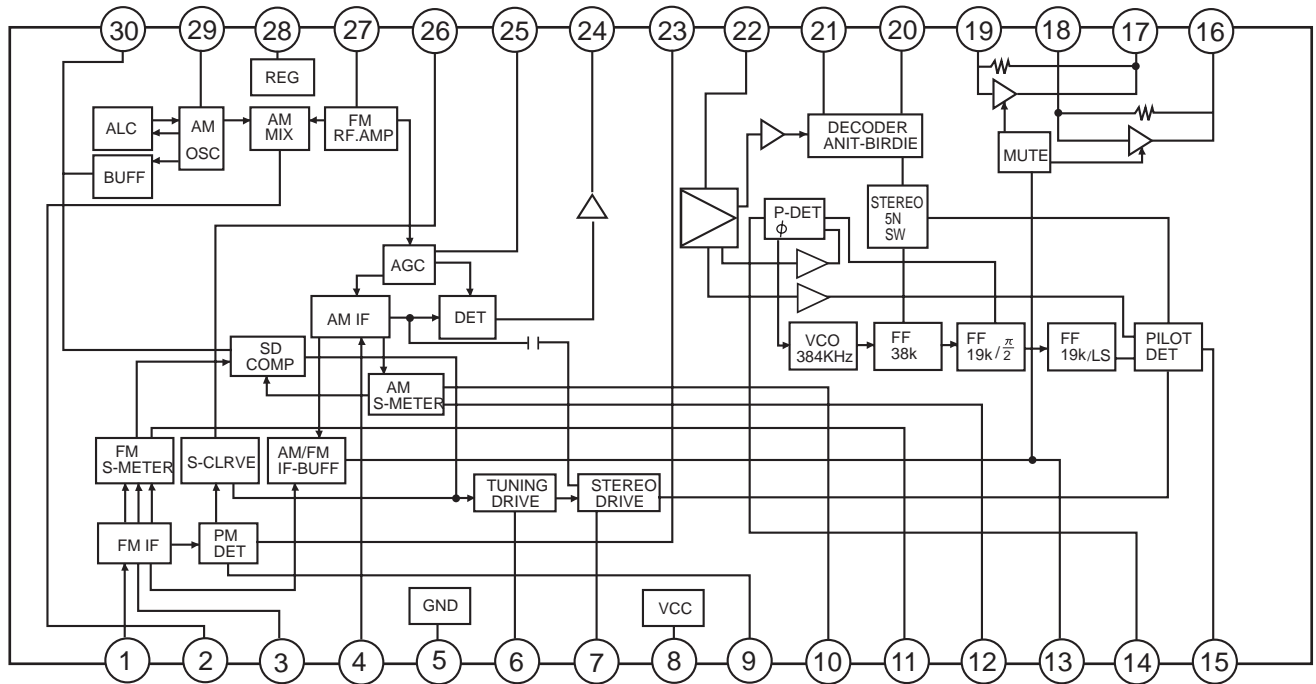 30 29 28 27 26 25 24 23 22 21 20 19 18 17 16
REG
ALC
AM
OSC
AM
MIX
FM
RF.AMP
BUFF
DECODER
ANIT-BIRDIE
MUTE
STEREO
5N
SW
P-DET
ϕ
AGC
AM IF
DET
SD
COMP
AM
S-METER
VCO
384KHz
FF
38k
FF
19k/π/2
FF
19k/LS
PILOT
DET
FM
S-METER
S-CLRVE
AM/FM
IF-BUFF
TUNING
DRIVE
STEREO
DRIVE
FM IF
PM
DET
GND
VCC
1 2 3 4 5 6 7 8 9 10 11 12 13 14 15